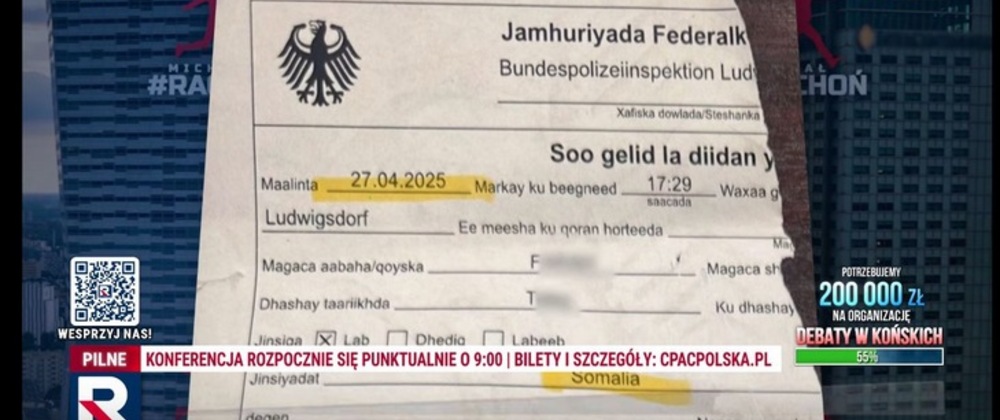 Jamhuriyada Federalk
Bundespolizeiinspektion Lud
Xafiska dowlada/Steshanka
Soo gelid la diidan y
Maalinta 27.04.2025 Markay ku beegneed 17:29 Waxaa g
saacada
Ludwigsdorf Ee meesha ku qoran horteeda
Magaca aabaha/qoyska F Magaca sh
Dhashay taariikhda T Ku dhashay
Jinsiga Lab Dhedig Labeeb
Jinsiyadat Somalia
degen
#RA
CHOŃ
WESPRZYJ NAS!
POTRZEBUJEMY
200 000 ZŁ
NA ORGANIZACJĘ
DEBATY W KOŃSKICH
55%
PILNE KONFERENCJA ROZPOCZNIE SIĘ PUNKTUALNIE O 9:00 | BILETY I SZCZEGÓŁY: CPACPOLSKA.PL
R